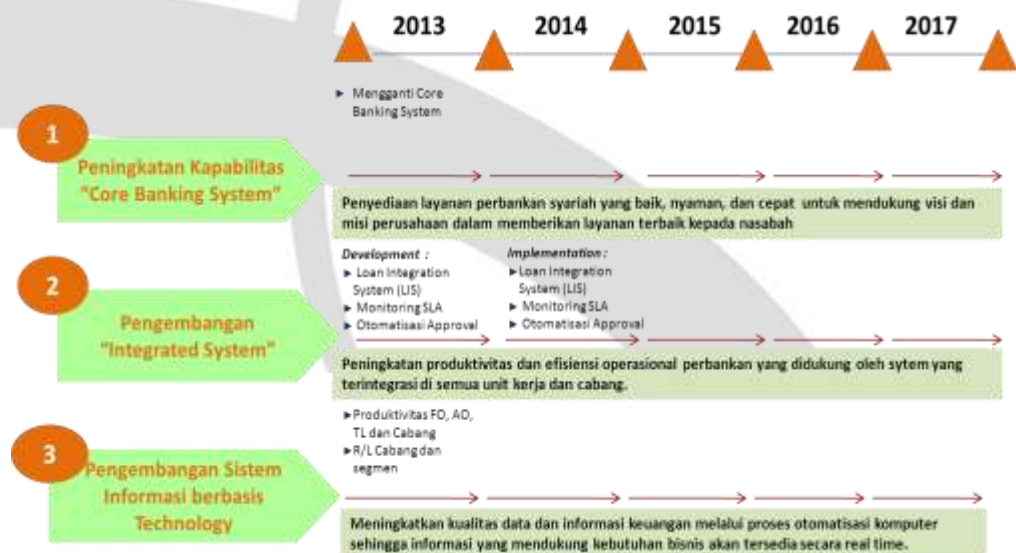 2013 2014 2015 2016 2017
► Mengganti Core
Banking System
1
Peningkatan Kapabilitas
"Core Banking System"
Penyediaan layanan perbankan syariah yang baik, nyaman, dan cepat untuk mendukung visi dan
misi perusahaan dalam memberikan layanan terbaik kepada nasabah
2
Pengembangan
"Integrated System"
Development :
► Loan Integration
System (LIS)
► Monitoring SLA
► Otomatisasi Approval
Implementation :
► Loan Integration
System (LIS)
► Monitoring SLA
► Otomatisasi Approval
Peningkatan produktivitas dan efisiensi operasional perbankan yang didukung oleh sytem yang
terintegrasi di semua unit kerja dan cabang.
3
Pengembangan Sistem
Informasi berbasis
Technology
► Produktivitas FO, AO,
TL dan Cabang
► R/L Cabang dan
segmen
Meningkatkan kualitas data dan informasi keuangan melalui proses otomatisasi komputer
sehingga informasi yang mendukung kebutuhan bisnis akan tersedia secara real time.